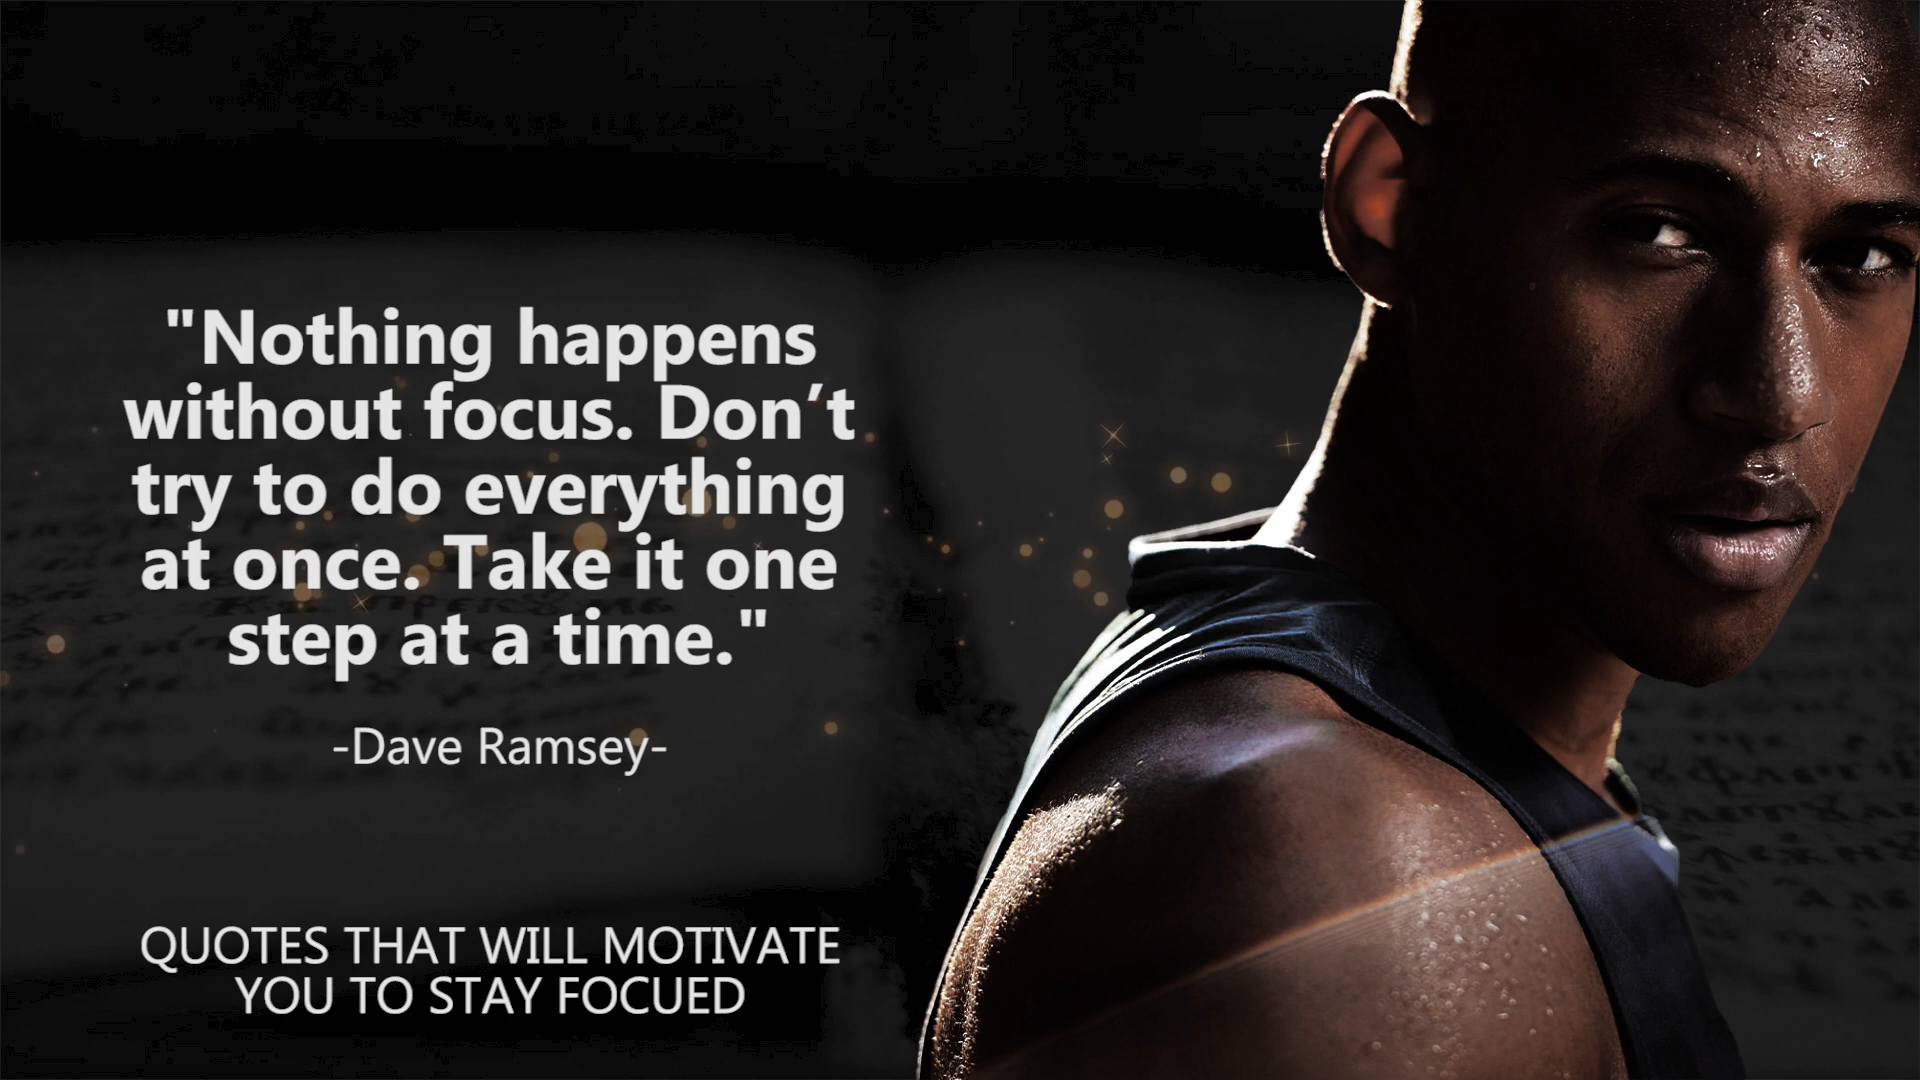 "Nothing happens
without focus. Don’t
try to do everything
at once. Take it one
step at a time."
-Dave Ramsey-
QUOTES THAT WILL MOTIVATE
YOU TO STAY FOCUED